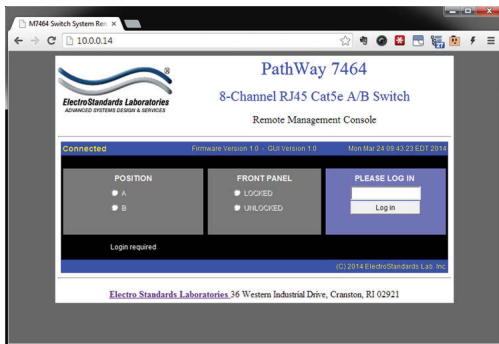 M7464 Switch System Ren
10.0.0.14
27
PathWay 7464
8-Channel RJ45 Cat5e A/B Switch
Remote Management Console
®
ElectroStandards Laboratories
ADVANCED SYSTEMS DESIGN & SERVICES
Connected Firmware Version 1.0 - GUI Version 1.0 Mon Mar 24 09:43:23 EDT 2014
POSITION FRONT PANEL PLEASE LOG IN
A LOCKED
B UNLOCKED Log in
Login required
(C) 2014 ElectroStandards Lab. Inc
Electro Standards Laboratories 36 Western Industrial Drive, Cranston, RI 02921